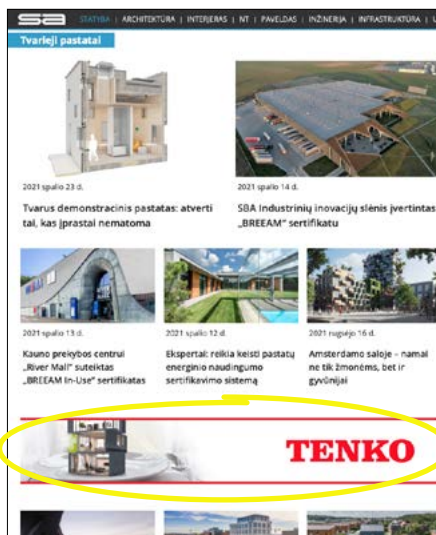 sa STATYBA | ARCHITEKTŪRA | INTERJERAS | NT | PAVELDAS | INŽINERIJA | INFRASTRUKTŪRA |
Tvarieji pastatai
2021 spalio 23 d.
2021 spalio 14 d.
Tvarus demonstracinis pastatas: atverti
tai, kas įprastai nematoma
SBA Industrinių inovacijų slėnis įvertintas
„BREEAM“ sertifikatu
2021 spalio 13 d.
2021 spalio 12 d.
2021 rugsėjo 16 d.
Kauno prekybos centrui
„River Mall“ suteiktas
„BREEAM In-Use“ sertifikatas
Ekspertai: reikia keisti pastatų
energinio naudingumo
sertifikavimo sistemą
Amsterdamo saloje – namai
ne tik žmonėms, bet ir
gyvūnijai
TENKO